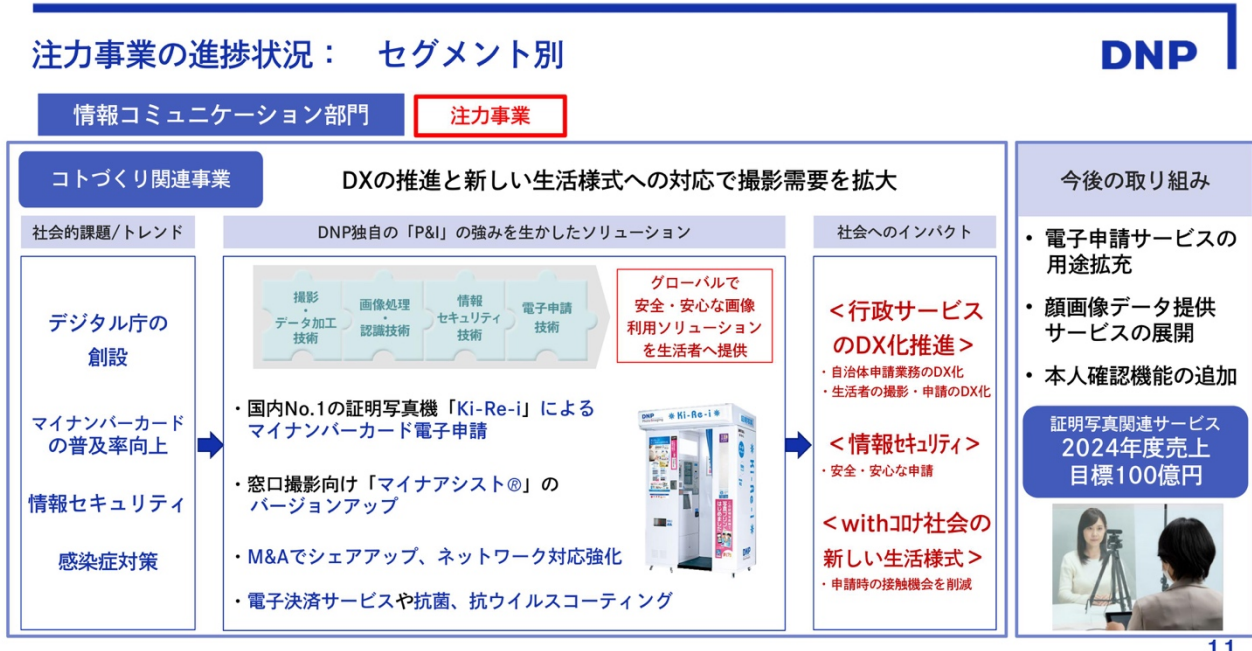 注力事業の進捗状況： セグメント別
DNP
情報コミュニケーション部門
注力事業
コトづくり関連事業
DXの推進と新しい生活様式への対応で撮影需要を拡大
社会的課題/トレンド
デジタル庁の
創設
マイナンバーカード
の普及率向上
情報セキュリティ
感染症対策
DNP独自の「P&I」の強みを生かしたソリューション
撮影
・
データ加工
技術
画像処理
・
認識技術
情報
セキュリティ
技術
電子申請
技術
グローバルで
安全・安心な画像
利用ソリューション
を生活者へ提供
・国内No.1の証明写真機「Ki-Re-i」による
マイナンバーカード電子申請
・窓口撮影向け「マイナアシスト®」の
バージョンアップ
・M&Aでシェアアップ、ネットワーク対応強化
・電子決済サービスや抗菌、抗ウイルスコーティング
DNP
Ki-Re-i
Ki-Re-i
DNP
社会へのインパクト
<行政サービス
のDX化推進>
・自治体申請業務のDX化
・生活者の撮影・申請のDX化
<情報セキュリティ>
・安全・安心な申請
<withコロナ社会の
新しい生活様式>
・申請時の接触機会を削減
今後の取り組み
・電子申請サービスの
用途拡充
・顔画像データ提供
サービスの展開
・本人確認機能の追加
証明写真関連サービス
2024年度売上
目標100億円
11